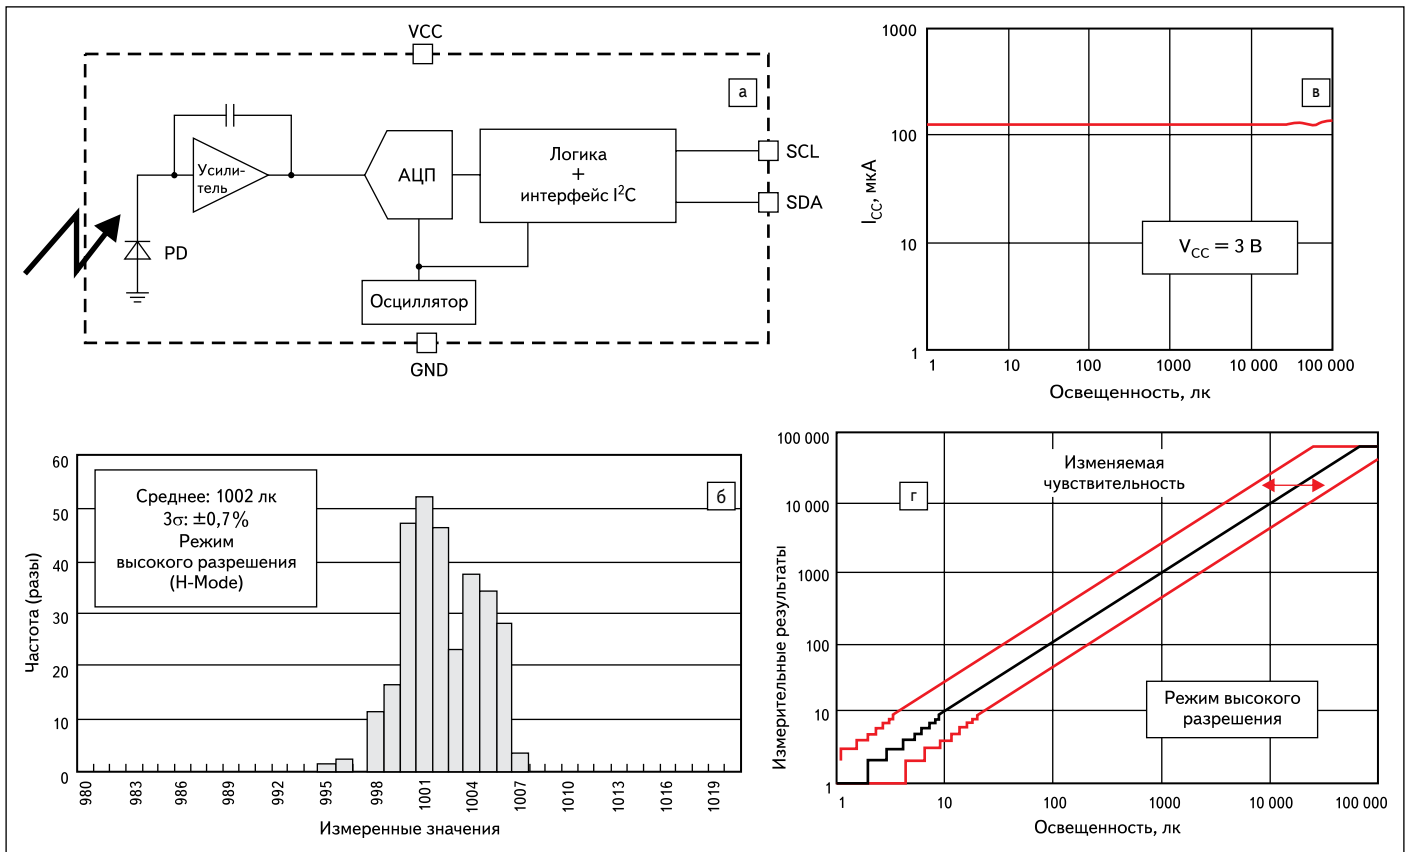 VCC
а
Усили-
тель
АЦП
Логика
+
интерфейс I²C
SCL
SDA
PD
Осциллятор
GND
в
1000
100
10
1
I_CC, мкА
V_CC = 3 В
1
10
100
1000
10 000
100 000
Освещенность, лк
б
Среднее: 1002 лк
3σ: ±0,7%
Режим
высокого разрешения
(H-Mode)
60
50
40
30
20
10
0
Частота (разы)
980
983
986
989
992
995
998
1001
1004
1007
1010
1013
1016
1019
Измеренные значения
г
Изменяемая
чувствительность
Режим высокого
разрешения
100 000
10 000
1000
100
10
1
Измерительные результаты
1
10
100
1000
10 000
100 000
Освещенность, лк